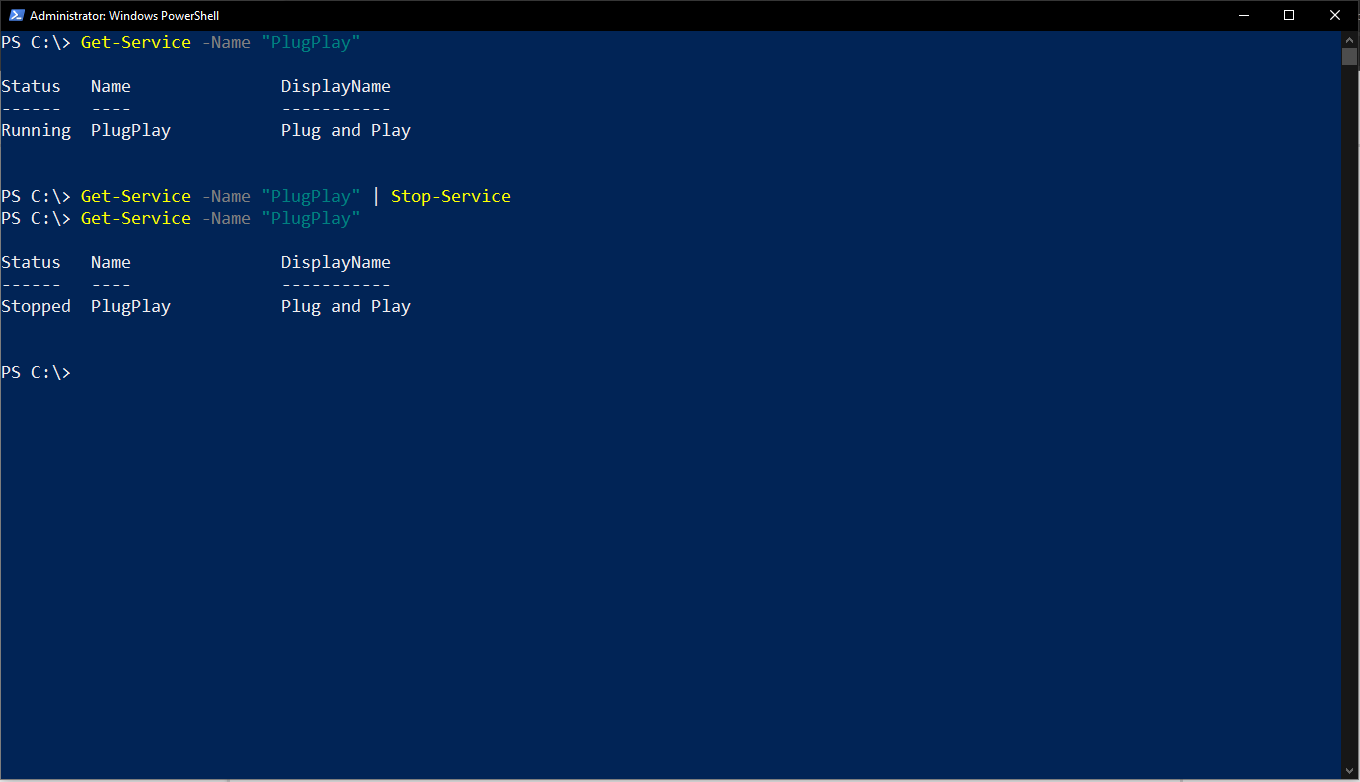 Administrator: Windows PowerShell
PS C:\> Get-Service -Name "PlugPlay"
Status   Name               DisplayName
------   ----               -----------
Running  PlugPlay           Plug and Play
PS C:\> Get-Service -Name "PlugPlay" | Stop-Service
PS C:\> Get-Service -Name "PlugPlay"
Status   Name               DisplayName
------   ----               -----------
Stopped  PlugPlay           Plug and Play
PS C:\>